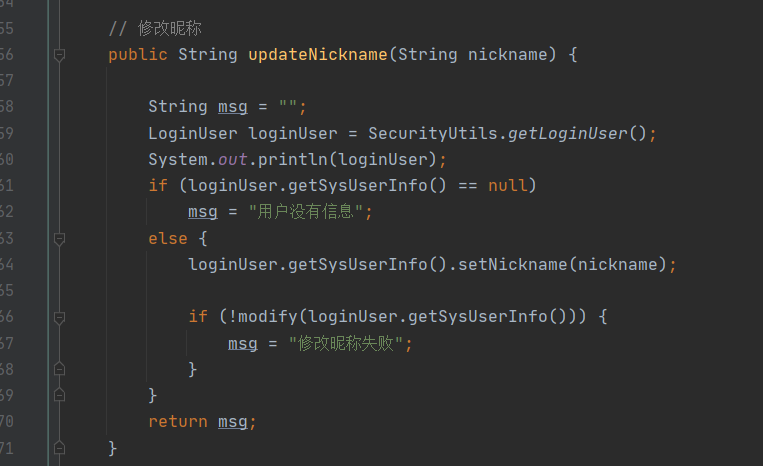 54
55 // 修改昵称
56 public String updateNickname(String nickname) {
57
58 String msg = "";
59 LoginUser loginUser = SecurityUtils.getLoginUser();
60 System.out.println(loginUser);
61 if (loginUser.getSysUserInfo() == null)
62 msg = "用户没有信息";
63 else {
64 loginUser.getSysUserInfo().setNickname(nickname);
65
66 if (!modify(loginUser.getSysUserInfo())) {
67 msg = "修改昵称失败";
68 }
69 }
70 return msg;
71 }